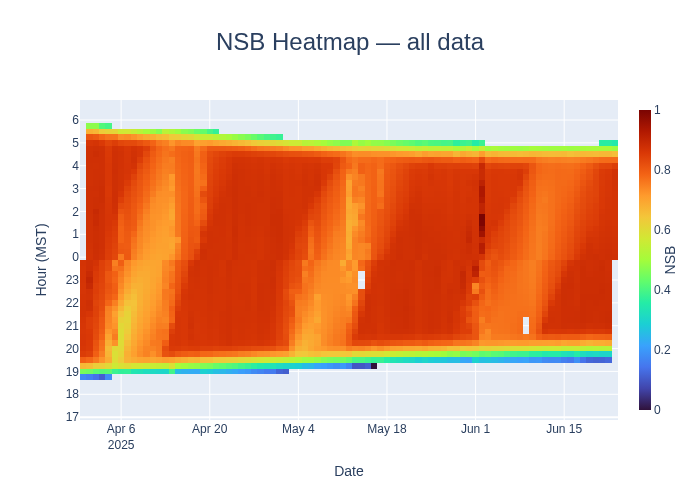 NSB Heatmap — all data
6
5
4
3
2
1
0
23
22
21
20
19
18
17
Hour (MST)
Apr 6
2025
Apr 20
May 4
May 18
Jun 1
Jun 15
Date
1
0.8
0.6
0.4
0.2
0
NSB